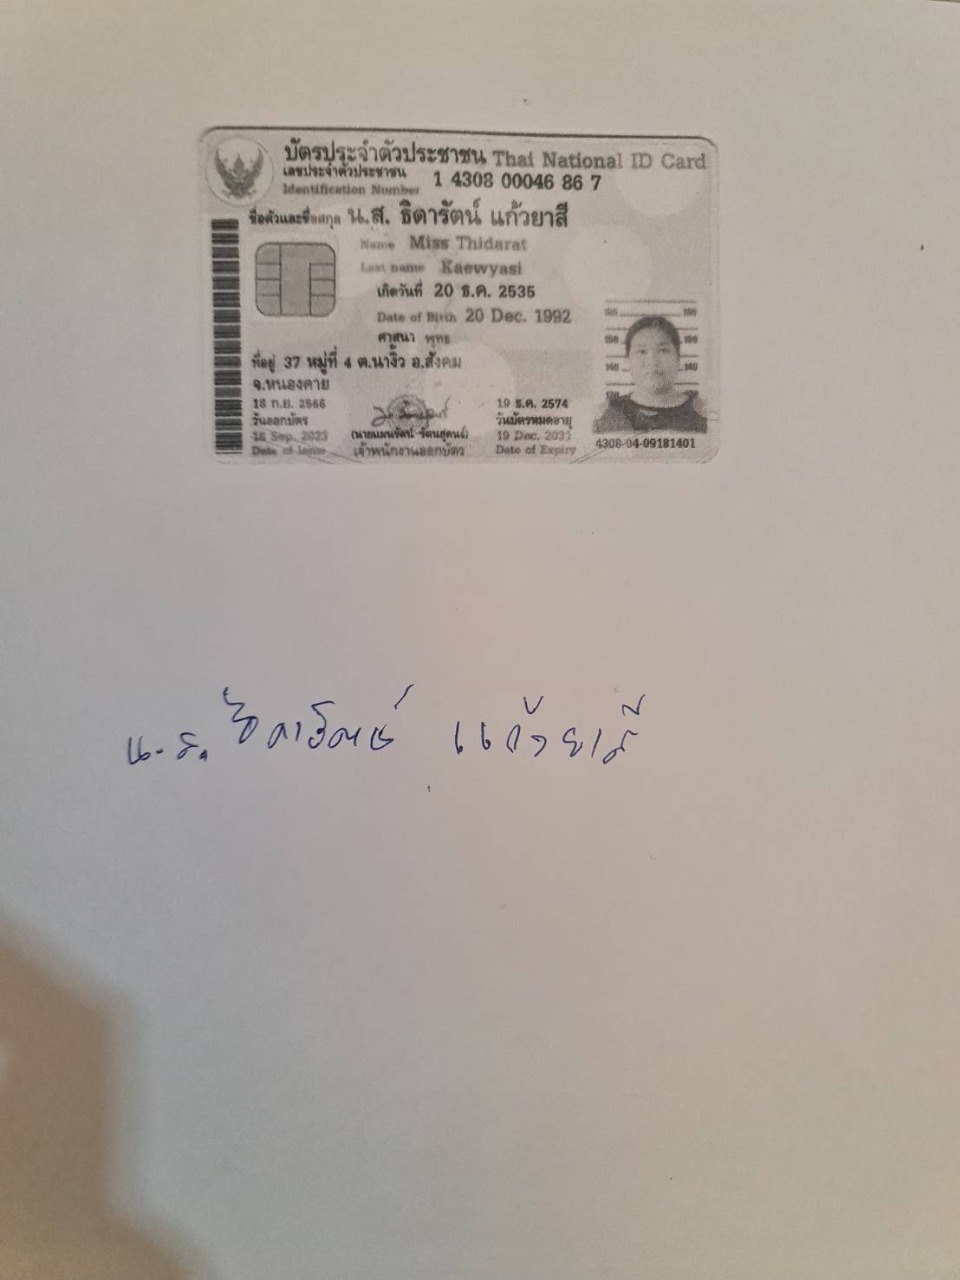 บัตรประจำตัวประชาชน Thai National ID Card
เลขประจำตัวประชาชน
Identification Number 1 4308 00046 86 7
ชื่อตัวและชื่อสกุล น.ส. ธิดารัตน์ แก้วยาสี
Name Miss Thidarat
Last name Kaewyasi
เกิดวันที่ 20 ธ.ค. 2535
Date of Birth 20 Dec. 1992
ศาสนา พุทธ
ที่อยู่ 37 หมู่ที่ 4 ต.นางิ้ว อ.สังคม
จ.หนองคาย
18 ก.ย. 2566
วันออกบัตร
18 Sep. 2023
Date of Issue
เจ้าพนักงานออกบัตร
19 ธ.ค. 2574
วันบัตรหมดอายุ
19 Dec. 2031
Date of Expiry
4308-04-09181401
น.ส. ธิดารัตน์ แก้วยาสี